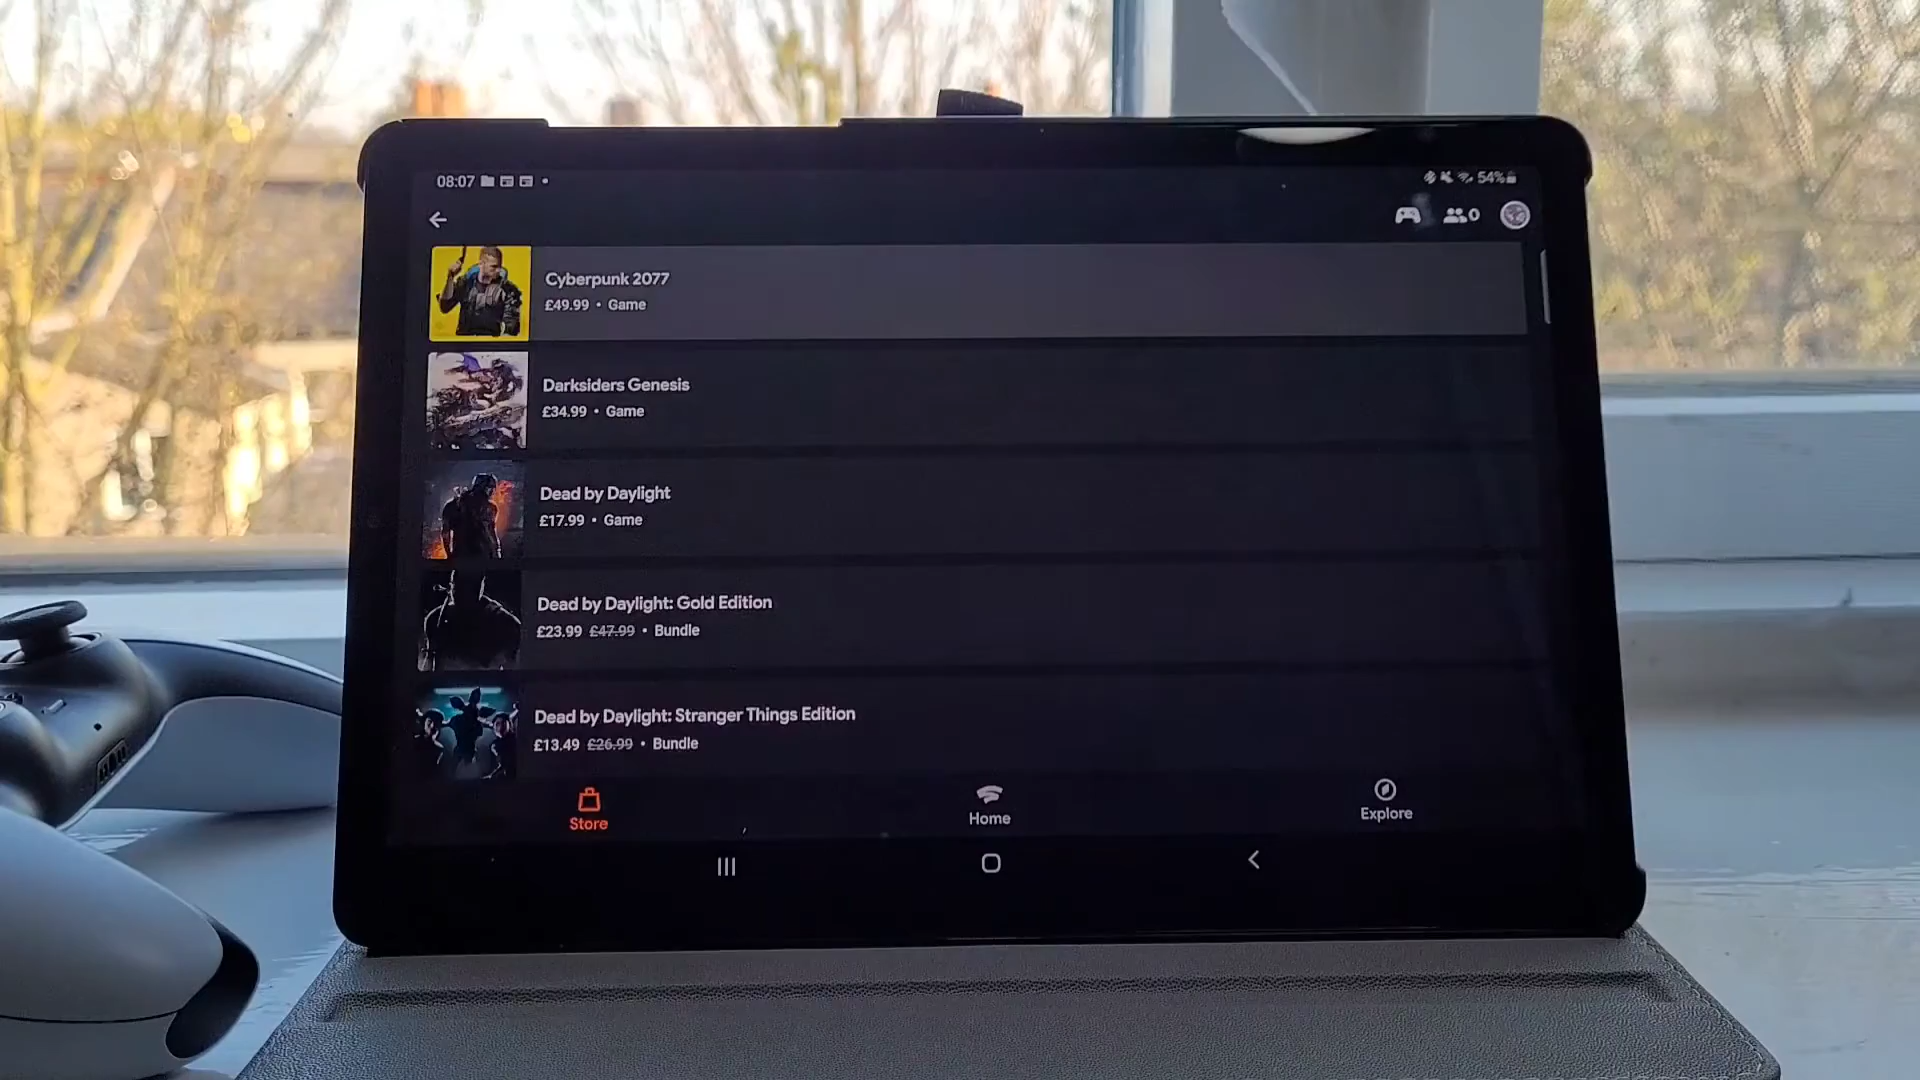 08:07
54%
0
Cyberpunk 2077
£49.99 • Game
Darksiders Genesis
£34.99 • Game
Dead by Daylight
£17.99 • Game
Dead by Daylight: Gold Edition
£23.99 £47.99 • Bundle
Dead by Daylight: Stranger Things Edition
£13.49 £26.99 • Bundle
Store
Home
Explore